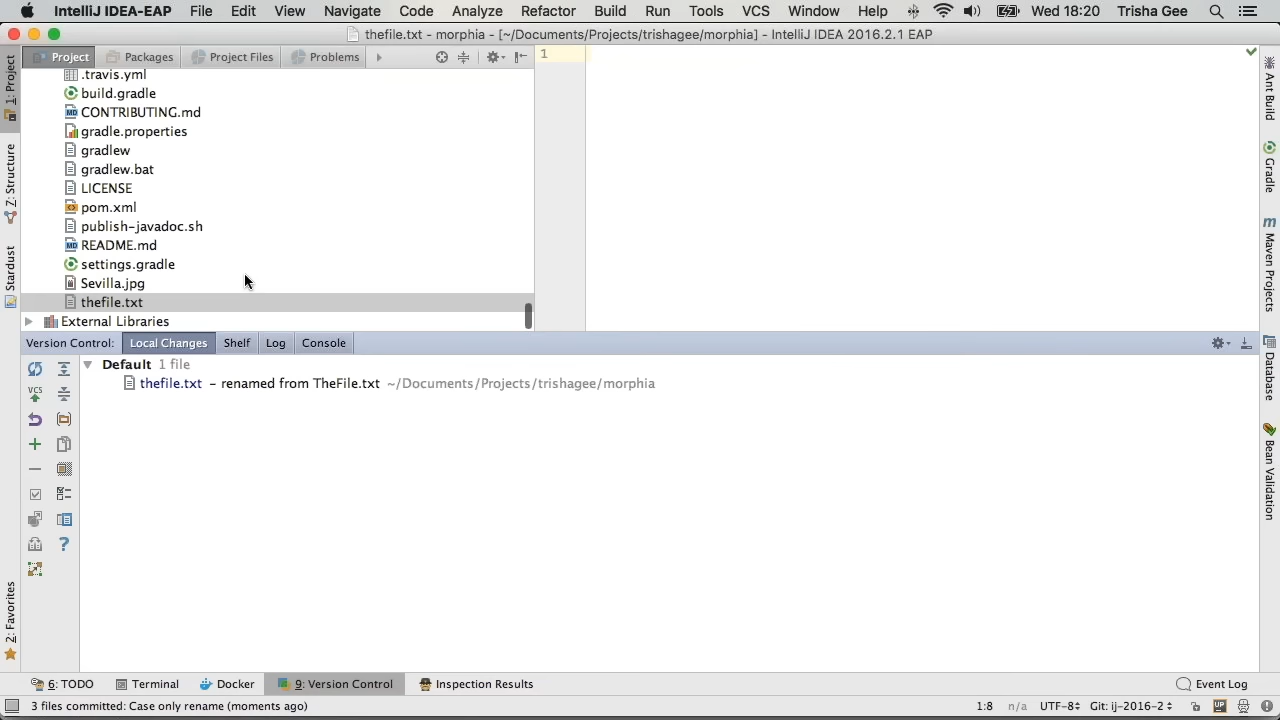 IntelliJ IDEA-EAP File Edit View Navigate Code Analyze Refactor Build Run Tools VCS Window Help Wed 18:20 Trisha Gee
thefile.txt - morphia - [~/Documents/Projects/trishagee/morphia] - IntelliJ IDEA 2016.2.1 EAP
Project Packages Project Files Problems
1
.travis.yml
build.gradle
CONTRIBUTING.md
gradle.properties
gradlew
gradlew.bat
LICENSE
pom.xml
publish-javadoc.sh
README.md
settings.gradle
Sevilla.jpg
thefile.txt
External Libraries
1: Project
Z: Structure
Stardust
2: Favorites
Ant Build
Gradle
Maven Projects
Database
Bean Validation
Version Control: Local Changes Shelf Log Console
Default 1 file
thefile.txt – renamed from TheFile.txt ~/Documents/Projects/trishagee/morphia
VCS
6: TODO Terminal Docker 9: Version Control Inspection Results Event Log
3 files committed: Case only rename (moments ago) 1:8 n/a UTF-8 Git: ij-2016-2 UP